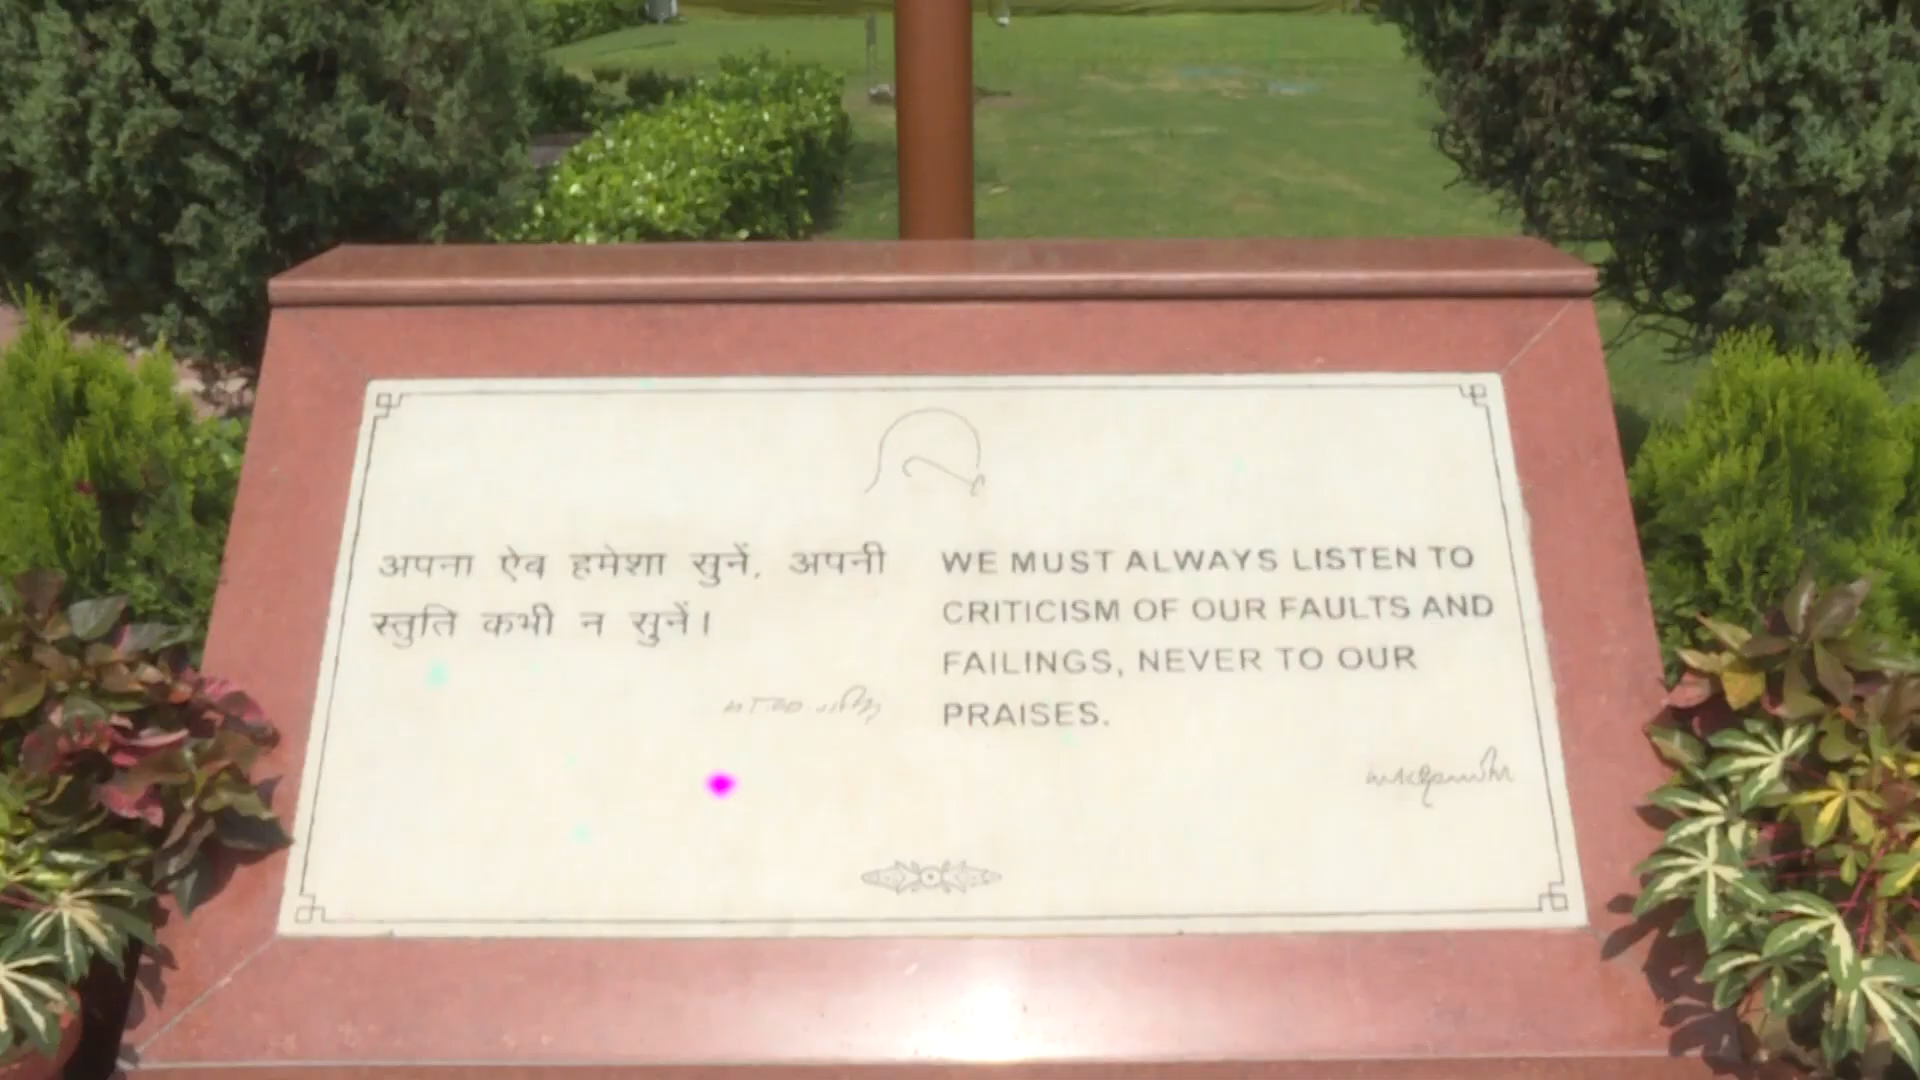 अपना ऐब हमेशा सुनें, अपनी
स्तुति कभी न सुनें।
WE MUST ALWAYS LISTEN TO
CRITICISM OF OUR FAULTS AND
FAILINGS, NEVER TO OUR
PRAISES.
mkgandhi